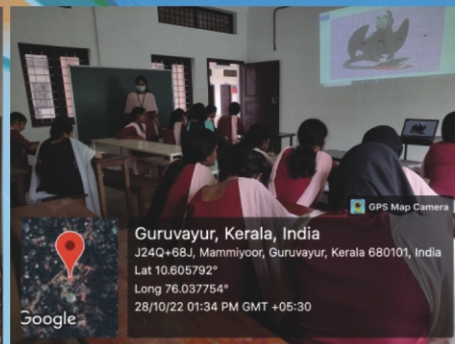 GPS Map Camera
Guruvayur, Kerala, India
J24Q+68J, Mammiyoor, Guruvayur, Kerala 680101, India
Lat 10.605792°
Long 76.037754°
28/10/22 01:34 PM GMT +05:30
Google